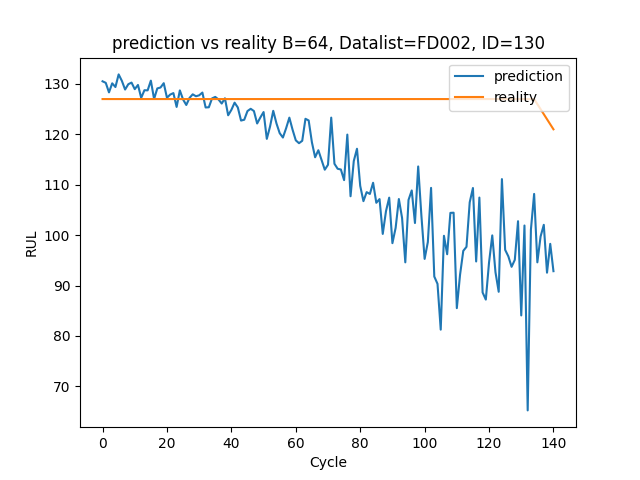 prediction vs reality B=64, Datalist=FD002, ID=130
prediction
reality
130
120
110
100
90
80
70
RUL
0 20 40 60 80 100 120 140
Cycle